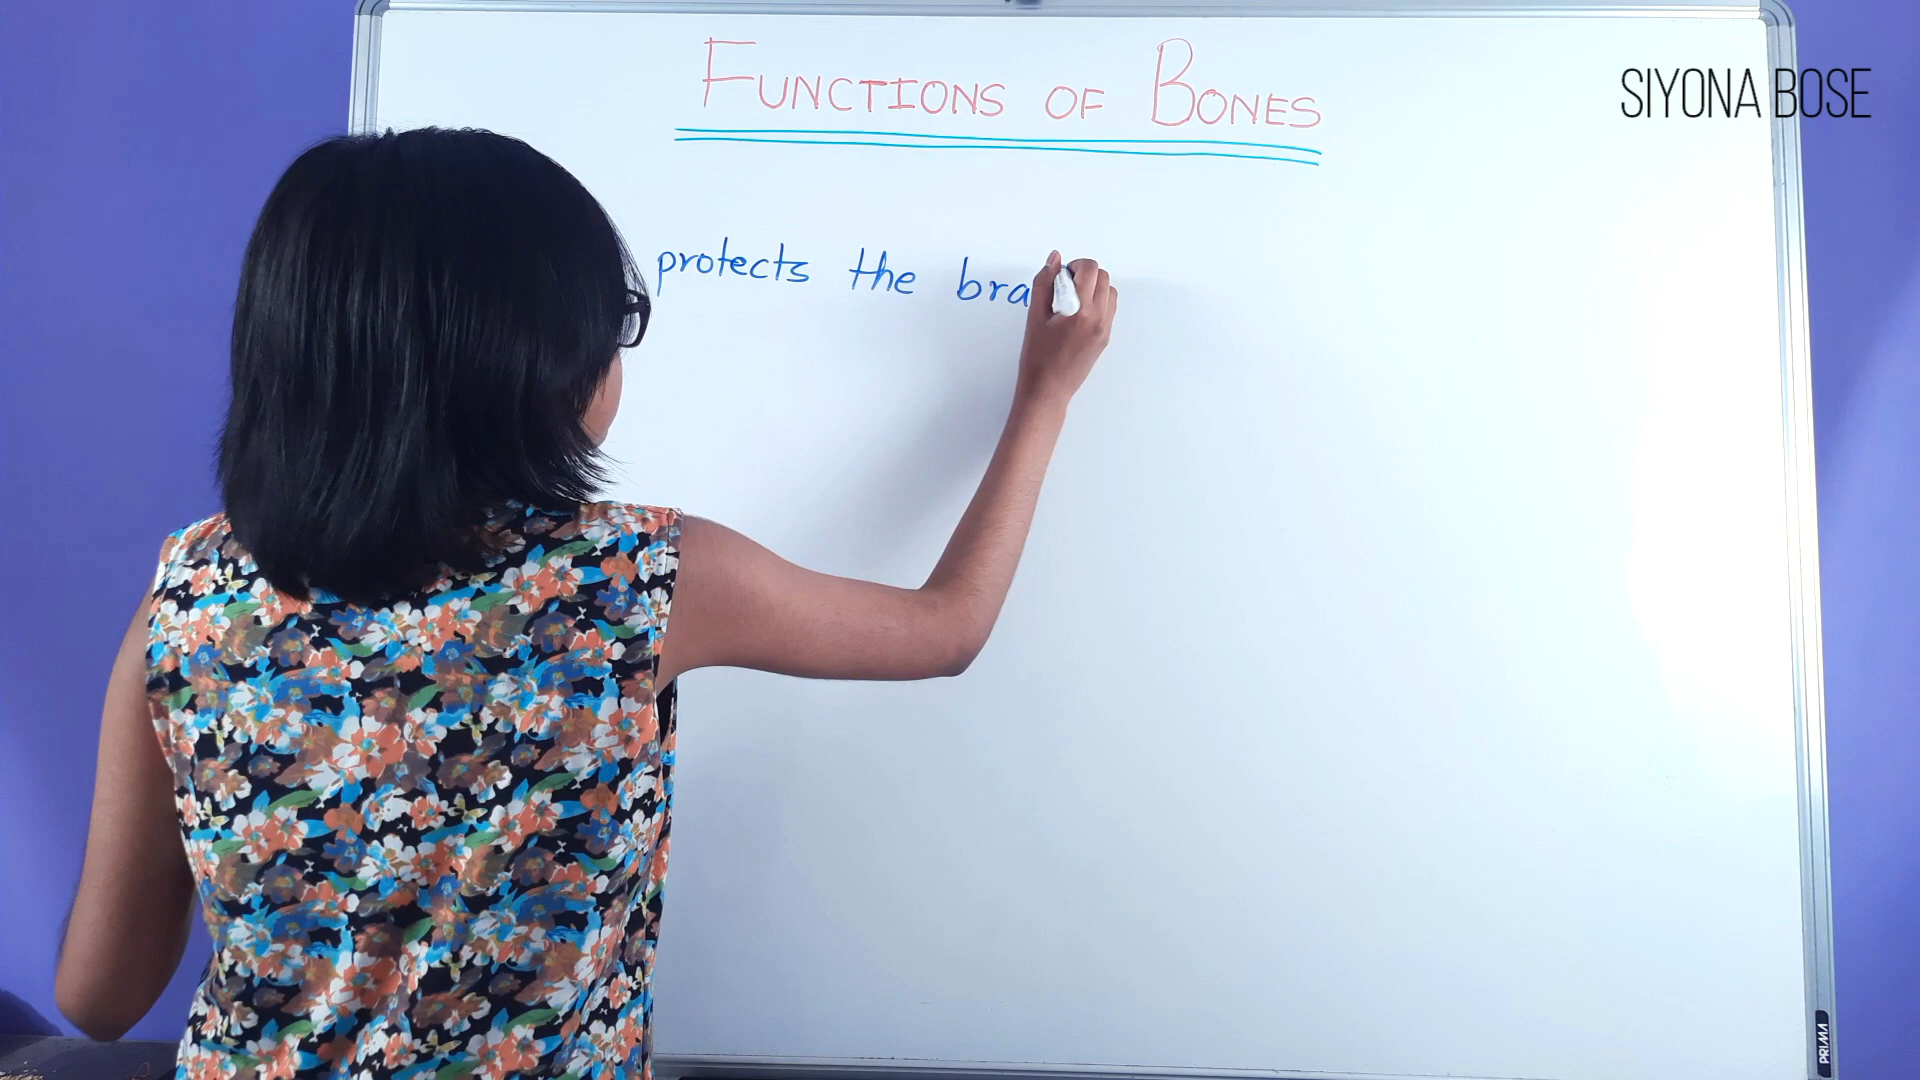 FUNCTIONS OF BONES
SIYONA BOSE
protects the bra
PRIMA